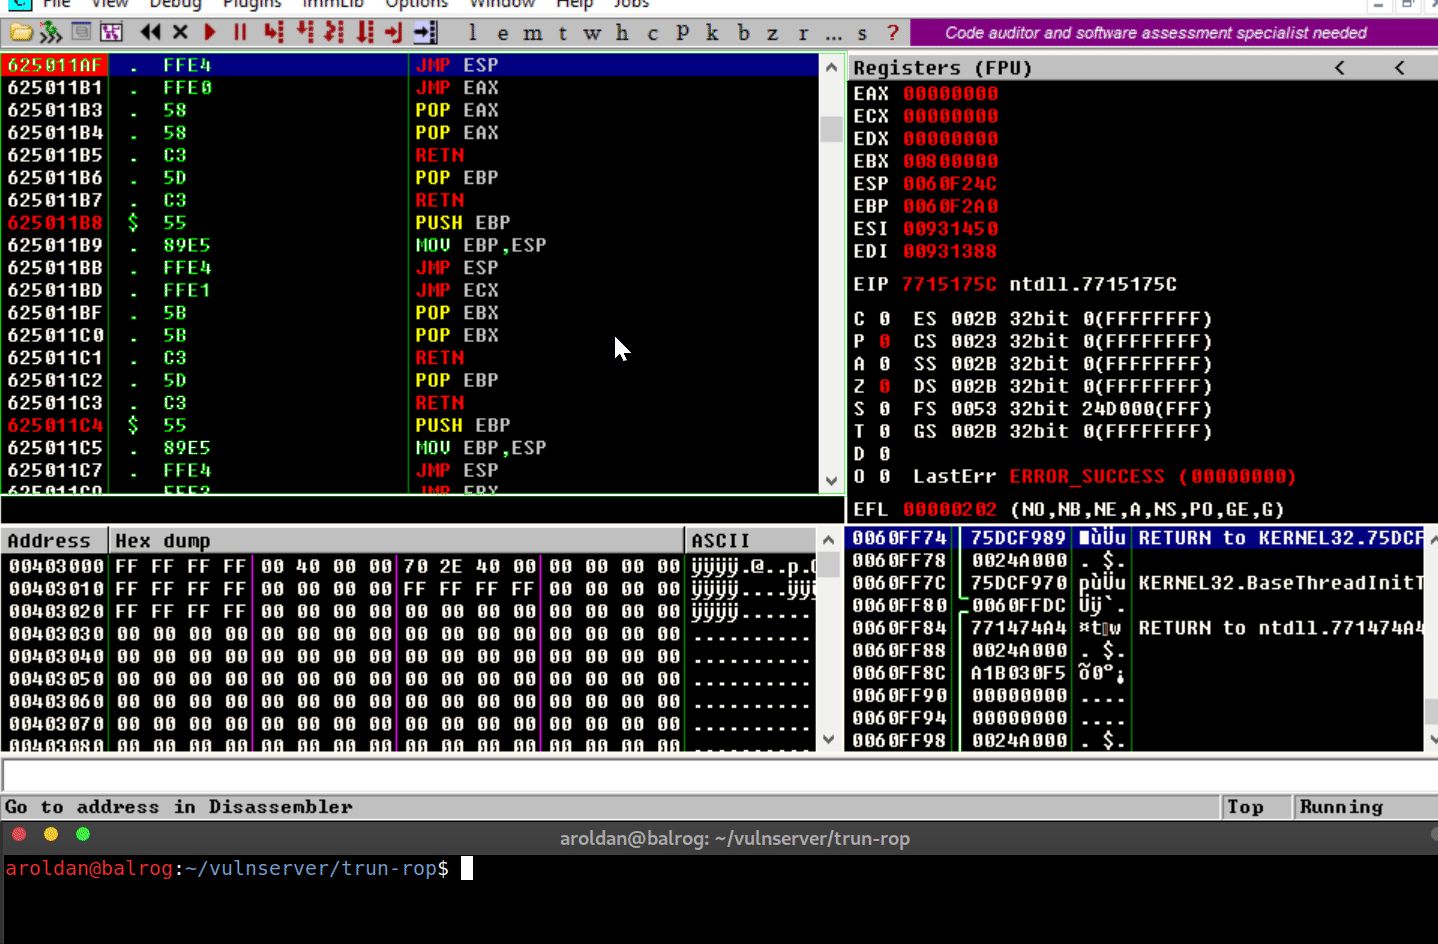 File View Debug Plugins ImmLib Options Window Help Jobs
l e m t w h c P k b z r ... s ? Code auditor and software assessment specialist needed
625011AF . FFE4 JMP ESP
625011B1 . FFE0 JMP EAX
625011B3 . 58 POP EAX
625011B4 . 58 POP EAX
625011B5 . C3 RETN
625011B6 . 5D POP EBP
625011B7 . C3 RETN
625011B8 $ 55 PUSH EBP
625011B9 . 89E5 MOV EBP,ESP
625011BB . FFE4 JMP ESP
625011BD . FFE1 JMP ECX
625011BF . 5B POP EBX
625011C0 . 5B POP EBX
625011C1 . C3 RETN
625011C2 . 5D POP EBP
625011C3 . C3 RETN
625011C4 $ 55 PUSH EBP
625011C5 . 89E5 MOV EBP,ESP
625011C7 . FFE4 JMP ESP
625011C9 . FFE3 JMP EBX
Registers (FPU) < <
EAX 00000000
ECX 00000000
EDX 00000000
EBX 00800000
ESP 0060F24C
EBP 0060F2A0
ESI 00931450
EDI 00931388
EIP 7715175C ntdll.7715175C
C 0 ES 002B 32bit 0(FFFFFFFF)
P 0 CS 0023 32bit 0(FFFFFFFF)
A 0 SS 002B 32bit 0(FFFFFFFF)
Z 0 DS 002B 32bit 0(FFFFFFFF)
S 0 FS 0053 32bit 24D000(FFF)
T 0 GS 002B 32bit 0(FFFFFFFF)
D 0
O 0 LastErr ERROR_SUCCESS (00000000)
EFL 00000202 (NO,NB,NE,A,NS,PO,GE,G)
Address Hex dump ASCII
00403000 FF FF FF FF 00 40 00 00 70 2E 40 00 00 00 00 00 ÿÿÿÿ.@..p.
00403010 FF FF FF FF 00 00 00 00 FF FF FF FF 00 00 00 00 ÿÿÿÿ....ÿÿ
00403020 FF FF FF FF 00 00 00 00 00 00 00 00 00 00 00 00 ÿÿÿÿ......
00403030 00 00 00 00 00 00 00 00 00 00 00 00 00 00 00 00 ..........
00403040 00 00 00 00 00 00 00 00 00 00 00 00 00 00 00 00 ..........
00403050 00 00 00 00 00 00 00 00 00 00 00 00 00 00 00 00 ..........
00403060 00 00 00 00 00 00 00 00 00 00 00 00 00 00 00 00 ..........
00403070 00 00 00 00 00 00 00 00 00 00 00 00 00 00 00 00 ..........
00403080 00 00 00 00 00 00 00 00 00 00 00 00 00 00 00 00 ..........
0060FF74 75DCF989 ùÜu RETURN to KERNEL32.75DCF
0060FF78 0024A000 . $.
0060FF7C 75DCF970 pùÜu KERNEL32.BaseThreadInitT
0060FF80 0060FFDC Üÿ`.
0060FF84 771474A4 ¤t w RETURN to ntdll.771474A4
0060FF88 0024A000 . $.
0060FF8C A1B030F5 õ0°¡
0060FF90 00000000 ....
0060FF94 00000000 ....
0060FF98 0024A000 . $.
Go to address in Disassembler Top Running
aroldan@balrog: ~/vulnserver/trun-rop
aroldan@balrog:~/vulnserver/trun-rop$